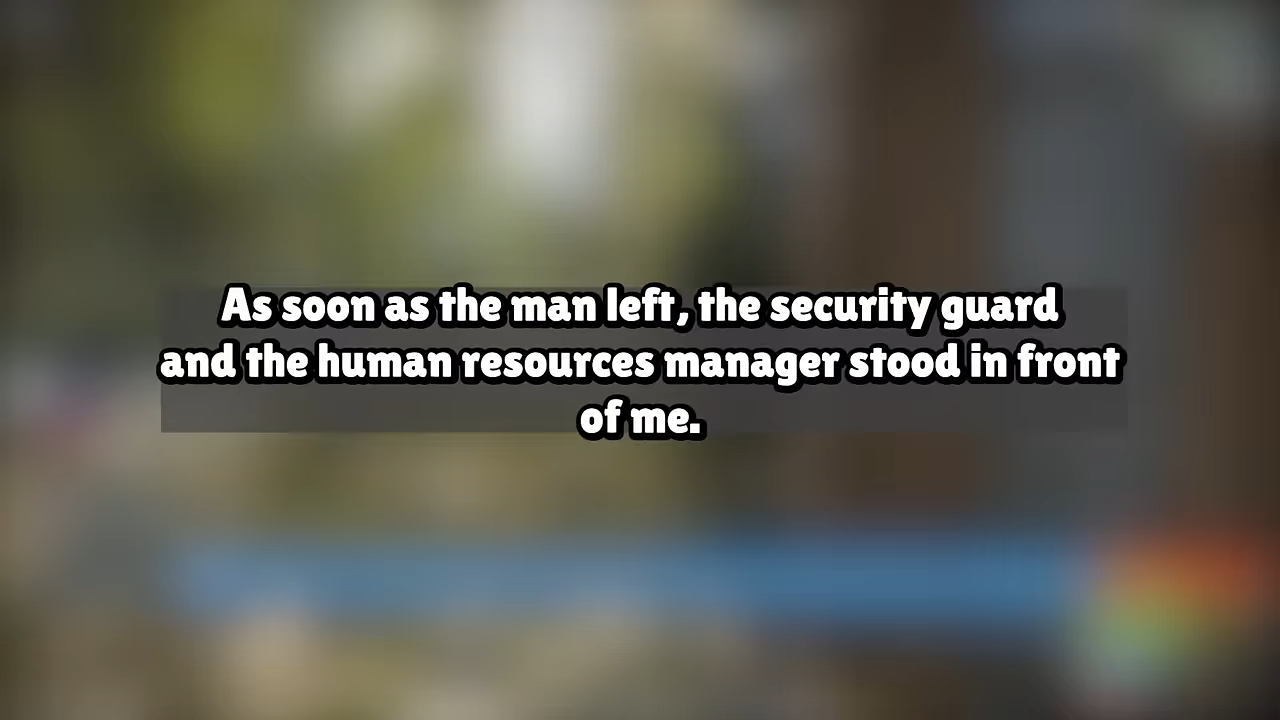 As soon as the man left, the security guard
and the human resources manager stood in front
of me.